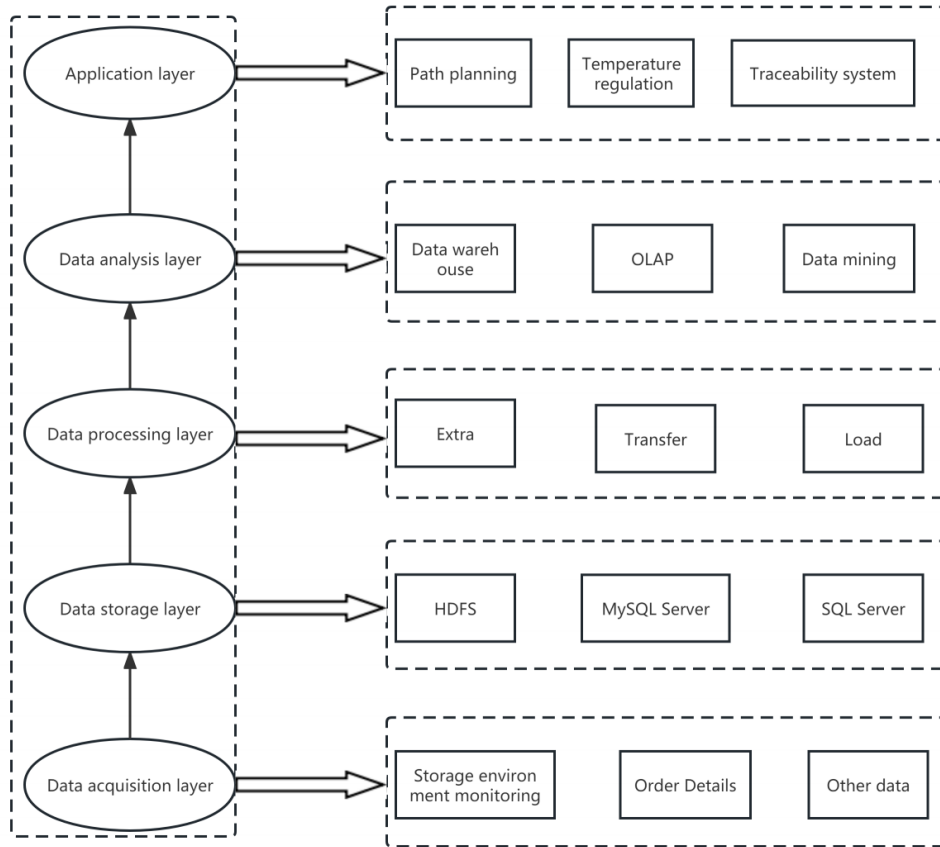 Application layer
Path planning
Temperature
regulation
Traceability system
Data analysis layer
Data wareh
ouse
OLAP
Data mining
Data processing layer
Extra
Transfer
Load
Data storage layer
HDFS
MySQL Server
SQL Server
Data acquisition layer
Storage environ
ment monitoring
Order Details
Other data